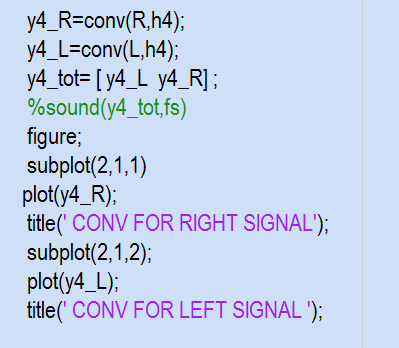 y4_R=conv(R,h4);
y4_L=conv(L,h4);
y4_tot= [ y4_L  y4_R] ;
%sound(y4_tot,fs)
figure;
subplot(2,1,1)
plot(y4_R);
title(' CONV FOR RIGHT SIGNAL');
subplot(2,1,2);
plot(y4_L);
title(' CONV FOR LEFT SIGNAL ');